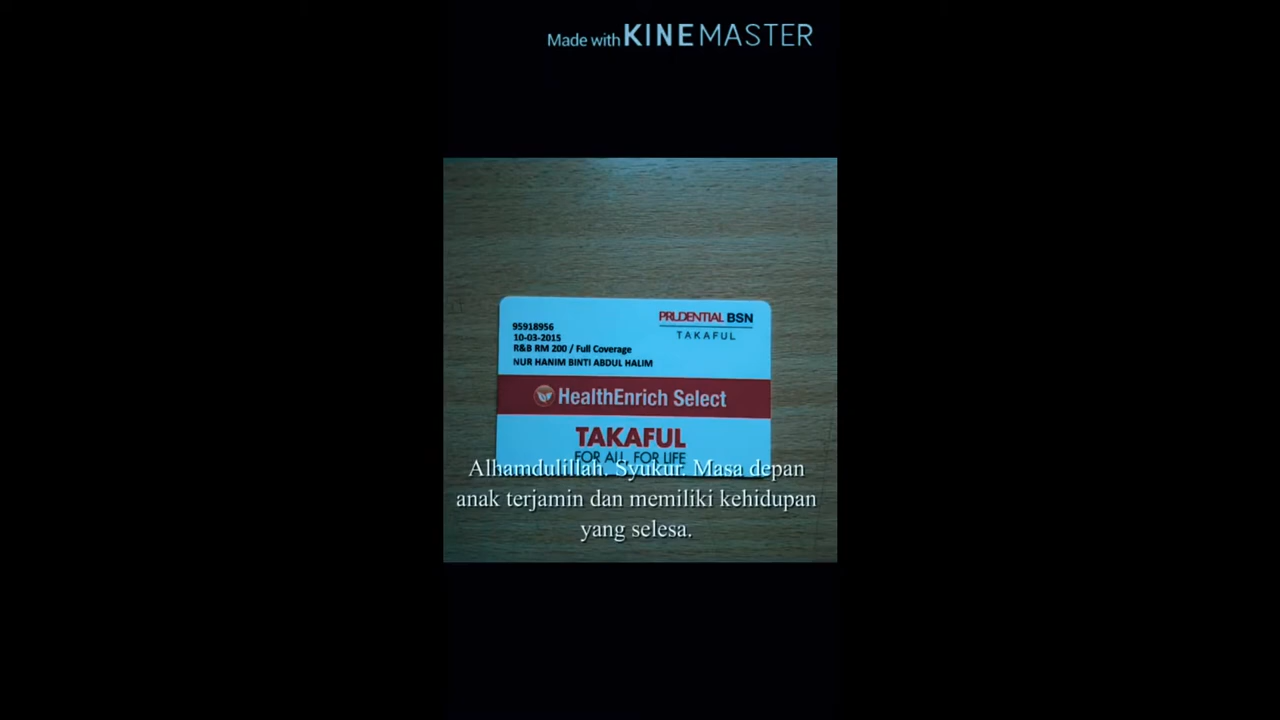 Made with KINEMASTER
PRUDENTIAL BSN
TAKAFUL
95918956
10-03-2015
R&B RM 200 / Full Coverage
NUR HANIM BINTI ABDUL HALIM
HealthEnrich Select
TAKAFUL
FOR ALL, FOR LIFE
Alhamdulillah. Syukur. Masa depan
anak terjamin dan memiliki kehidupan
yang selesa.